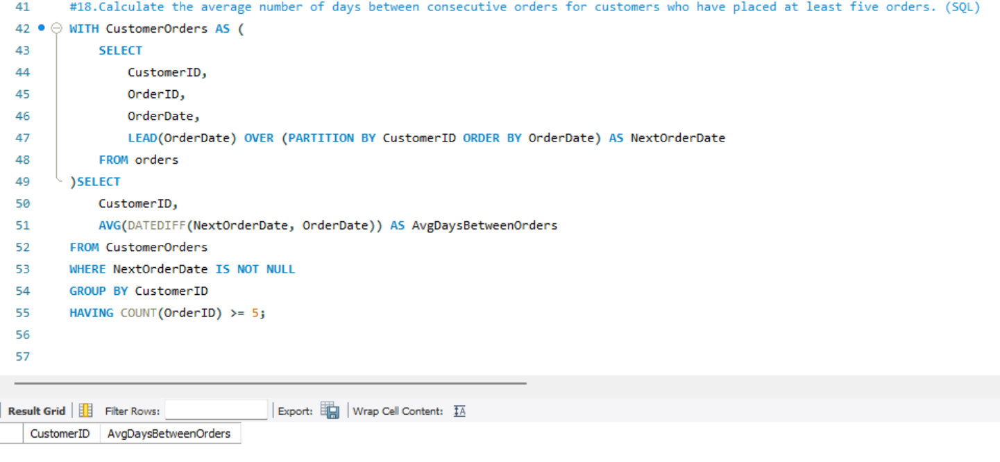 41 #18.Calculate the average number of days between consecutive orders for customers who have placed at least five orders. (SQL)
42 WITH CustomerOrders AS (
43 SELECT
44 CustomerID,
45 OrderID,
46 OrderDate,
47 LEAD(OrderDate) OVER (PARTITION BY CustomerID ORDER BY OrderDate) AS NextOrderDate
48 FROM orders
49 )SELECT
50 CustomerID,
51 AVG(DATEDIFF(NextOrderDate, OrderDate)) AS AvgDaysBetweenOrders
52 FROM CustomerOrders
53 WHERE NextOrderDate IS NOT NULL
54 GROUP BY CustomerID
55 HAVING COUNT(OrderID) >= 5;
56
57
Result Grid Filter Rows: Export: Wrap Cell Content: IA
CustomerID AvgDaysBetweenOrders